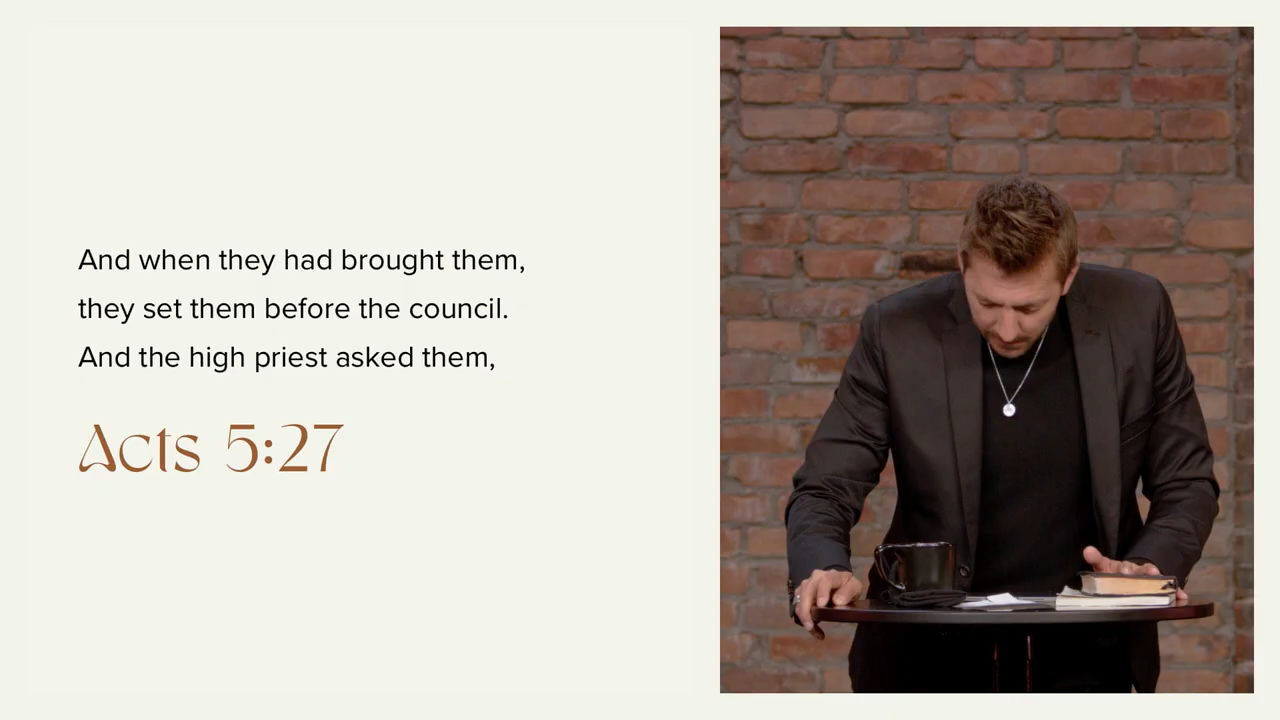 And when they had brought them,
they set them before the council.
And the high priest asked them,
Acts 5:27